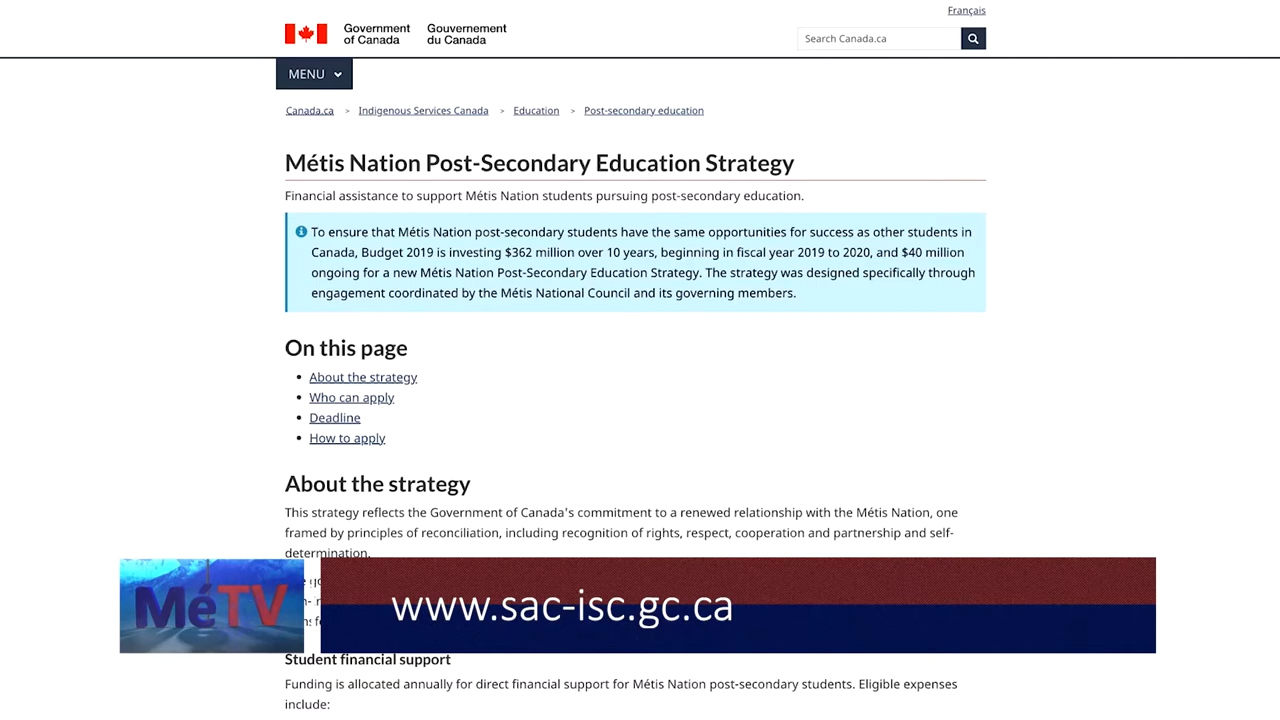 Français
Government
of Canada
Gouvernement
du Canada
Search Canada.ca
MENU
Canada.ca > Indigenous Services Canada > Education > Post-secondary education
Métis Nation Post-Secondary Education Strategy
Financial assistance to support Métis Nation students pursuing post-secondary education.
To ensure that Métis Nation post-secondary students have the same opportunities for success as other students in
Canada, Budget 2019 is investing $362 million over 10 years, beginning in fiscal year 2019 to 2020, and $40 million
ongoing for a new Métis Nation Post-Secondary Education Strategy. The strategy was designed specifically through
engagement coordinated by the Métis National Council and its governing members.
On this page
• About the strategy
• Who can apply
• Deadline
• How to apply
About the strategy
This strategy reflects the Government of Canada's commitment to a renewed relationship with the Métis Nation, one
framed by principles of reconciliation, including recognition of rights, respect, cooperation and partnership and self-
determination.
MéTV
www.sac-isc.gc.ca
Student financial support
Funding is allocated annually for direct financial support for Métis Nation post-secondary students. Eligible expenses
include: